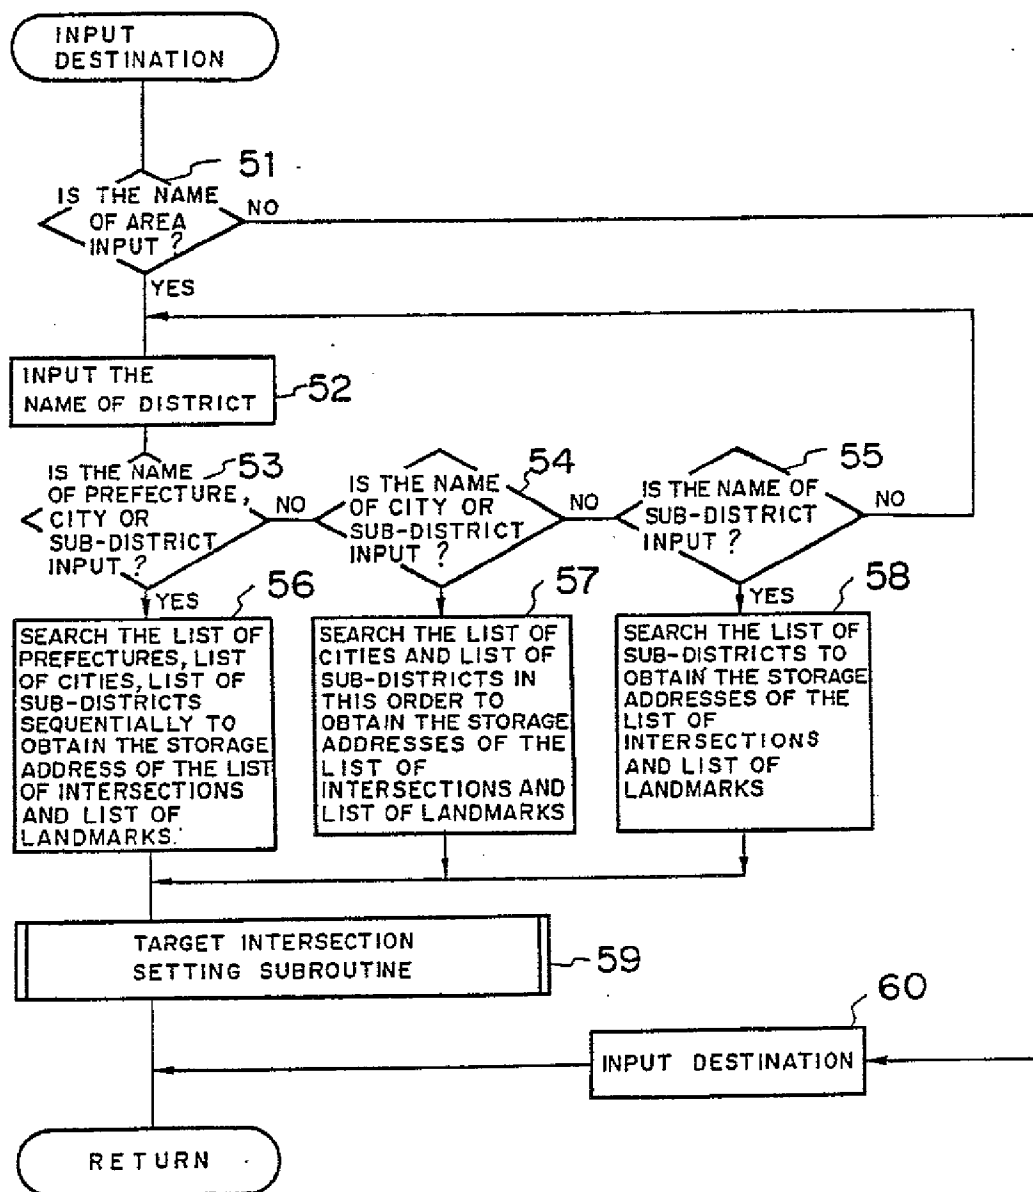 INPUT
DESTINATION
51
IS THE NAME
OF AREA
INPUT ?
NO
YES
INPUT THE
NAME OF DISTRICT
52
IS THE NAME
OF PREFECTURE,
CITY OR
SUB-DISTRICT
INPUT ?
53
NO
YES
IS THE NAME
OF CITY OR
SUB-DISTRICT
INPUT ?
54
NO
IS THE NAME OF
SUB-DISTRICT
INPUT ?
55
NO
YES
56
SEARCH THE LIST OF
PREFECTURES, LIST
OF CITIES, LIST OF
SUB-DISTRICTS
SEQUENTIALLY TO
OBTAIN THE STORAGE
ADDRESS OF THE LIST
OF INTERSECTIONS
AND LIST OF
LANDMARKS.
57
SEARCH THE LIST OF
CITIES AND LIST OF
SUB-DISTRICTS IN
THIS ORDER TO
OBTAIN THE STORAGE
ADDRESSES OF THE
LIST OF
INTERSECTIONS AND
LIST OF LANDMARKS
58
SEARCH THE LIST OF
SUB-DISTRICTS TO
OBTAIN THE STORAGE
ADDRESSES OF THE
LIST OF
INTERSECTIONS
AND LIST OF
LANDMARKS
TARGET INTERSECTION
SETTING SUBROUTINE
59
60
INPUT DESTINATION
RETURN